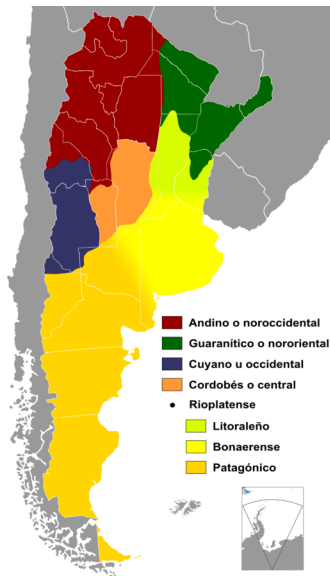 Andino o noroccidental
Guaranítico o nororiental
Cuyano u occidental
Cordobés o central
Rioplatense
Litoraleño
Bonaerense
Patagónico